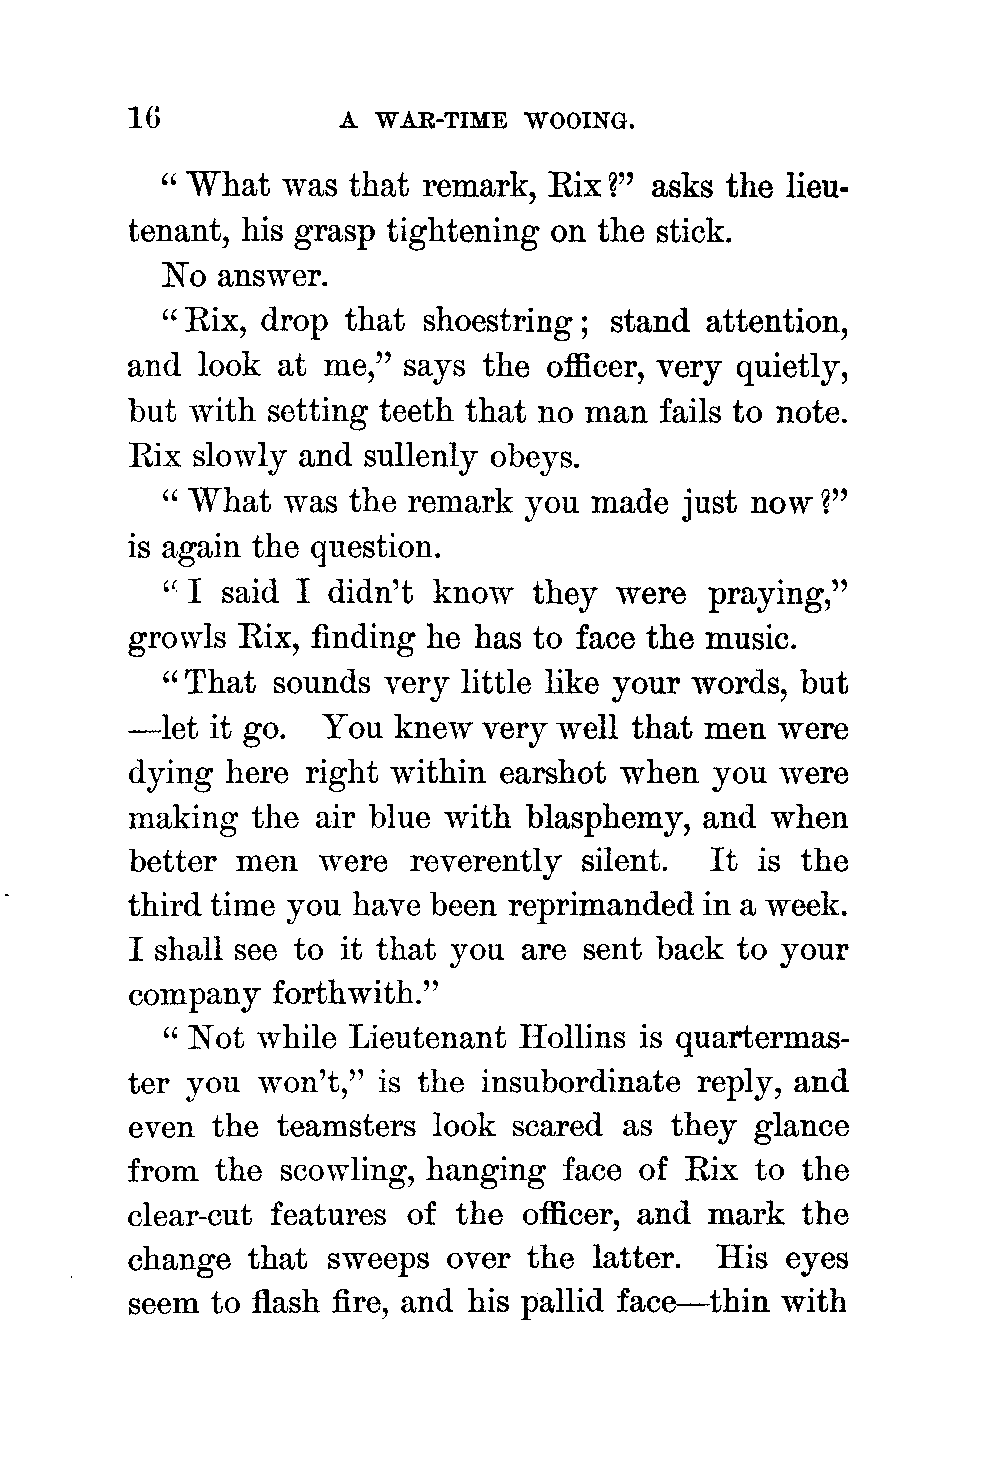 16 A WAR-TIME WOOING.
“ What was that remark, Rix?” asks the lieu-
tenant, his grasp tightening on the stick.
No answer.
“ Rix, drop that shoestring; stand attention,
and look at me,” says the officer, very quietly,
but with setting teeth that no man fails to note.
Rix slowly and sullenly obeys.
“ What was the remark you made just now?”
is again the question.
“ I said I didn’t know they were praying,”
growls Rix, finding he has to face the music.
“ That sounds very little like your words, but
—let it go. You knew very well that men were
dying here right within earshot when you were
making the air blue with blasphemy, and when
better men were reverently silent. It is the
third time you have been reprimanded in a week.
I shall see to it that you are sent back to your
company forthwith.”
“ Not while Lieutenant Hollins is quartermas-
ter you won’t,” is the insubordinate reply, and
even the teamsters look scared as they glance
from the scowling, hanging face of Rix to the
clear-cut features of the officer, and mark the
change that sweeps over the latter. His eyes
seem to flash fire, and his pallid face—thin with